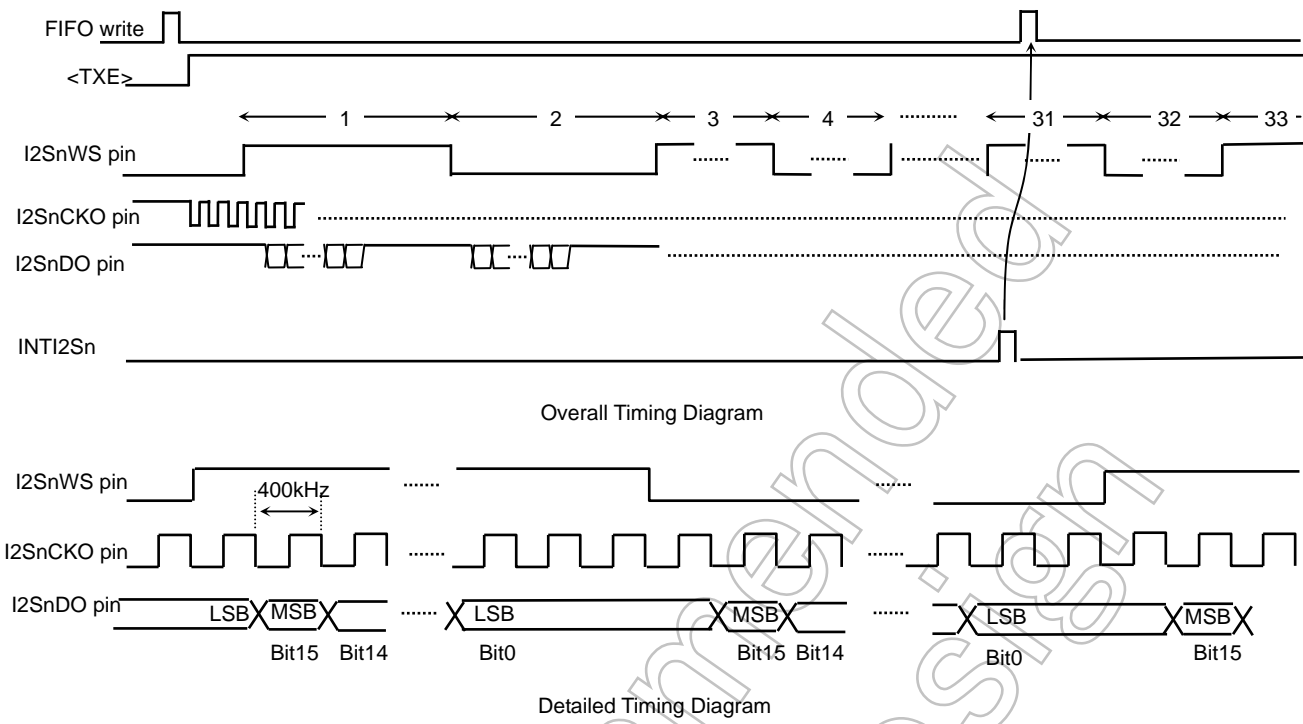 FIFO write
<TXE>
1 2 3 4 31 32 33
I2SnWS pin
I2SnCKO pin
I2SnDO pin
INTI2Sn
Overall Timing Diagram
I2SnWS pin
400kHz
I2SnCKO pin
I2SnDO pin
LSB MSB LSB MSB LSB MSB
Bit15 Bit14 Bit0 Bit15 Bit14 Bit0 Bit15
Detailed Timing Diagram